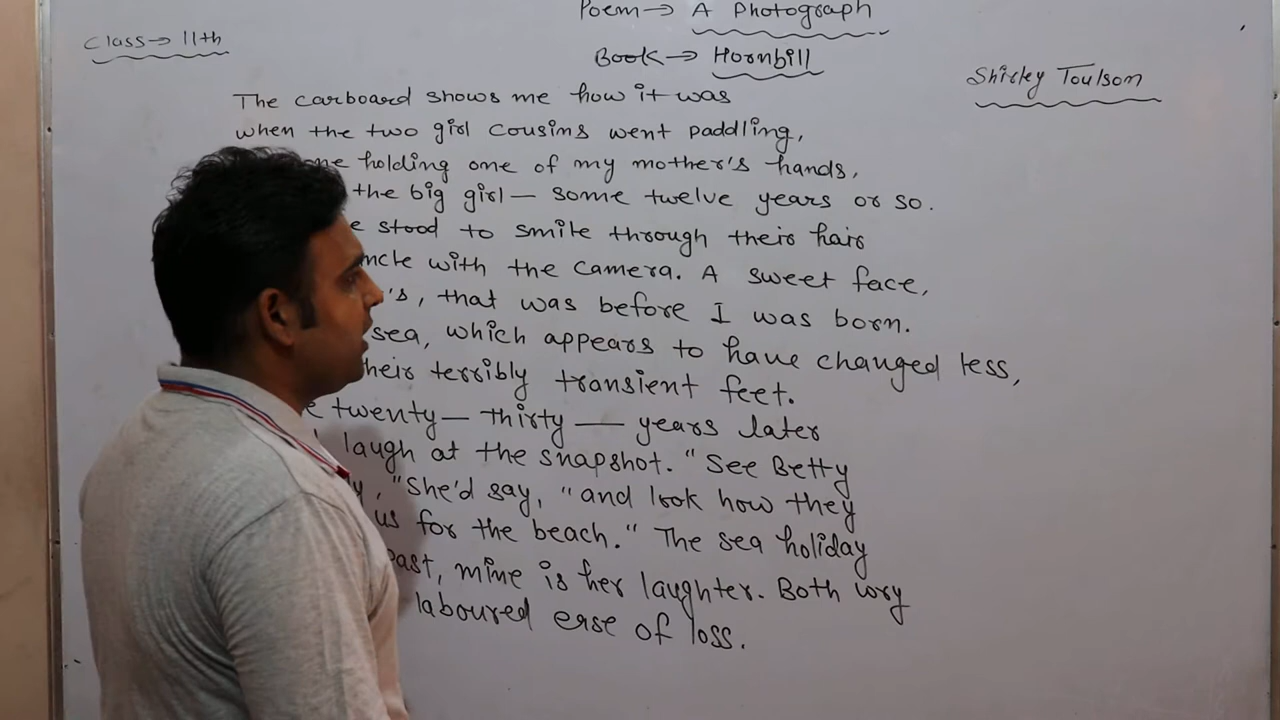 Poem → A Photograph
Class → 11th
Book → Hornbill
Shirley Toulson
The carboard shows me how it was
when the two girl cousins went paddling,
holding one of my mother's hands,
the big girl — some twelve years or so.
stood to smile through their hair
with the camera. A sweet face,
that was before I was born.
sea, which appears to have changed less,
terribly transient feet.
twenty — thirty — years later
laugh at the snapshot. "See Betty
"She'd say, "and look how they
us for the beach." The sea holiday
mine is her laughter. Both wry
laboured ease of loss.